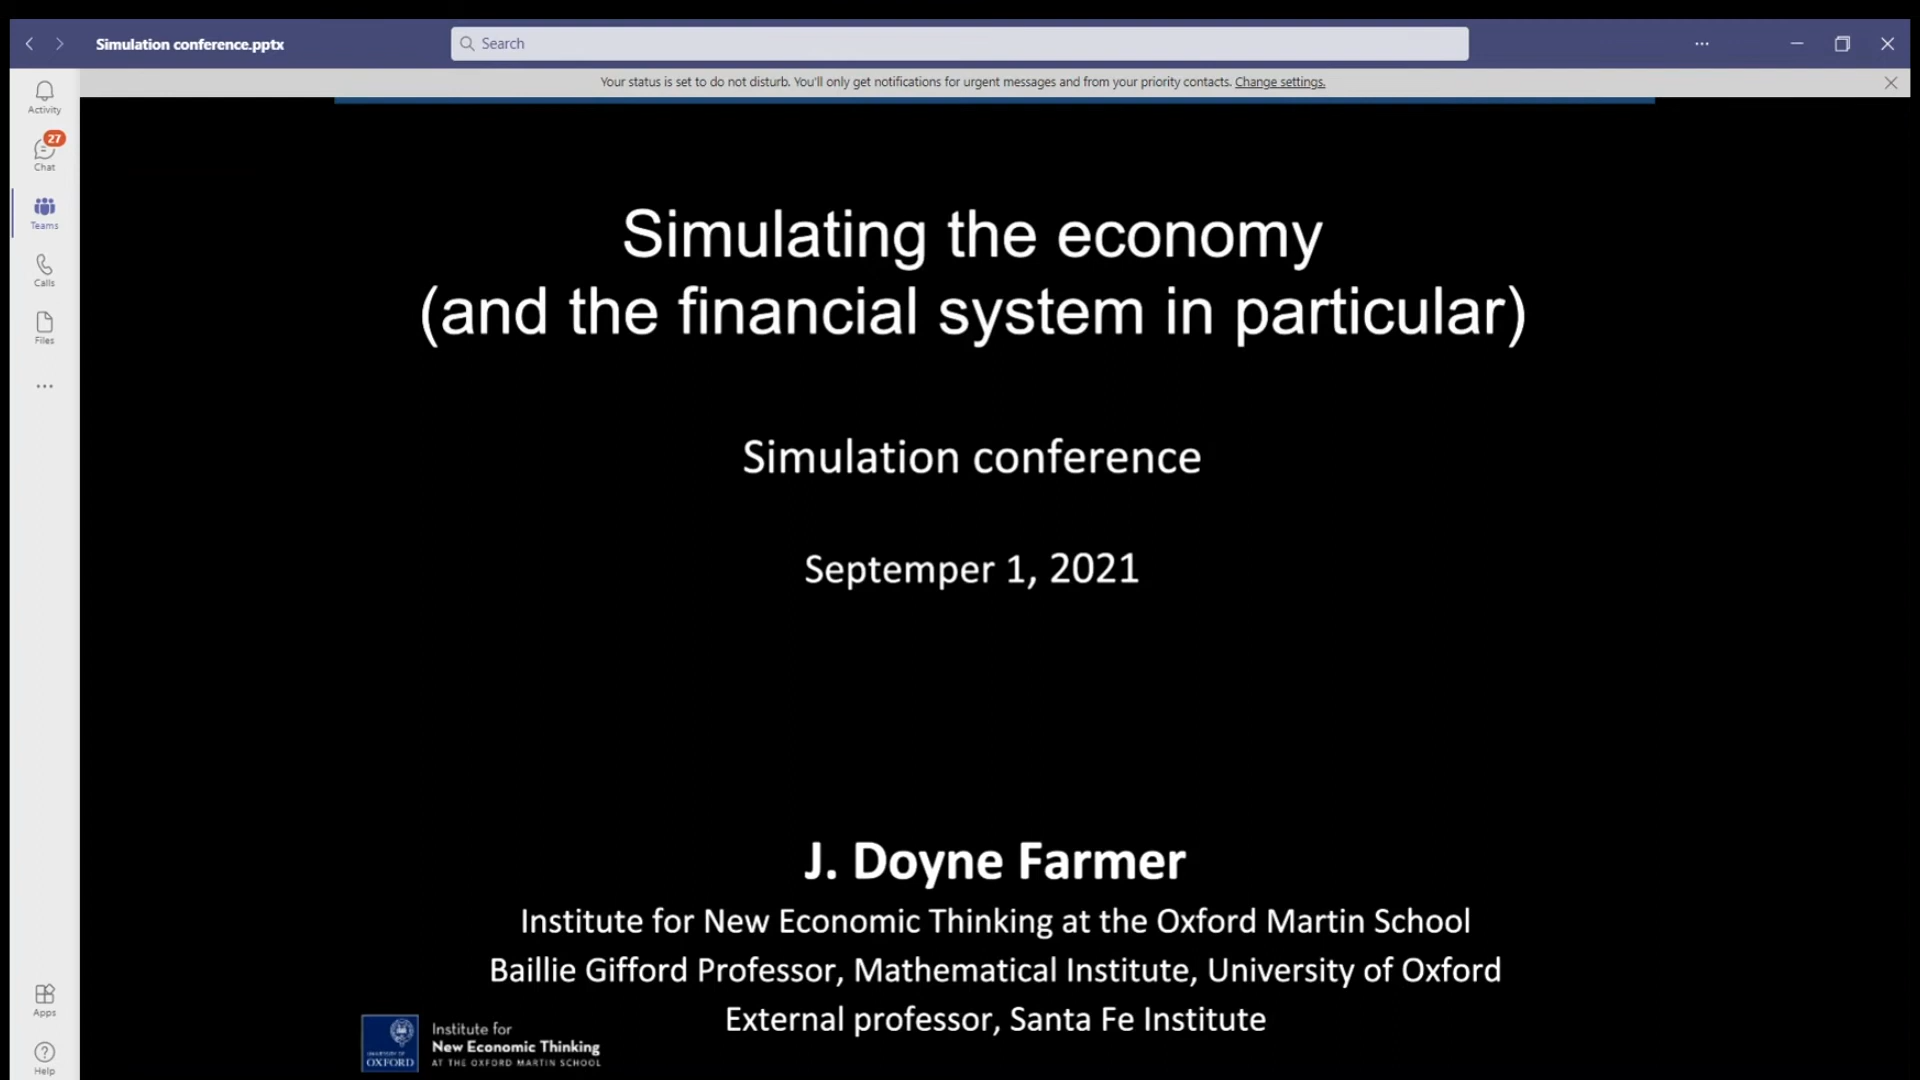 Simulation conference.pptx
Search
Your status is set to do not disturb. You'll only get notifications for urgent messages and from your priority contacts. Change settings.
Activity
27
Chat
Teams
Calls
Files
Simulating the economy
(and the financial system in particular)
Simulation conference
Septemper 1, 2021
J. Doyne Farmer
Institute for New Economic Thinking at the Oxford Martin School
Baillie Gifford Professor, Mathematical Institute, University of Oxford
External professor, Santa Fe Institute
UNIVERSITY OF
OXFORD
Institute for
New Economic Thinking
AT THE OXFORD MARTIN SCHOOL
Apps
Help